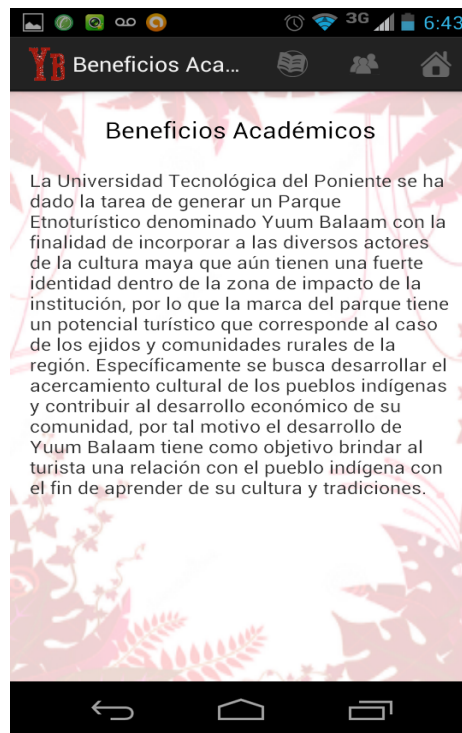 3G 6:43
YB Beneficios Aca...
Beneficios Académicos
La Universidad Tecnológica del Poniente se ha
dado la tarea de generar un Parque
Etnoturístico denominado Yuum Balaam con la
finalidad de incorporar a las diversos actores
de la cultura maya que aún tienen una fuerte
identidad dentro de la zona de impacto de la
institución, por lo que la marca del parque tiene
un potencial turístico que corresponde al caso
de los ejidos y comunidades rurales de la
región. Específicamente se busca desarrollar el
acercamiento cultural de los pueblos indígenas
y contribuir al desarrollo económico de su
comunidad, por tal motivo el desarrollo de
Yuum Balaam tiene como objetivo brindar al
turista una relación con el pueblo indígena con
el fin de aprender de su cultura y tradiciones.